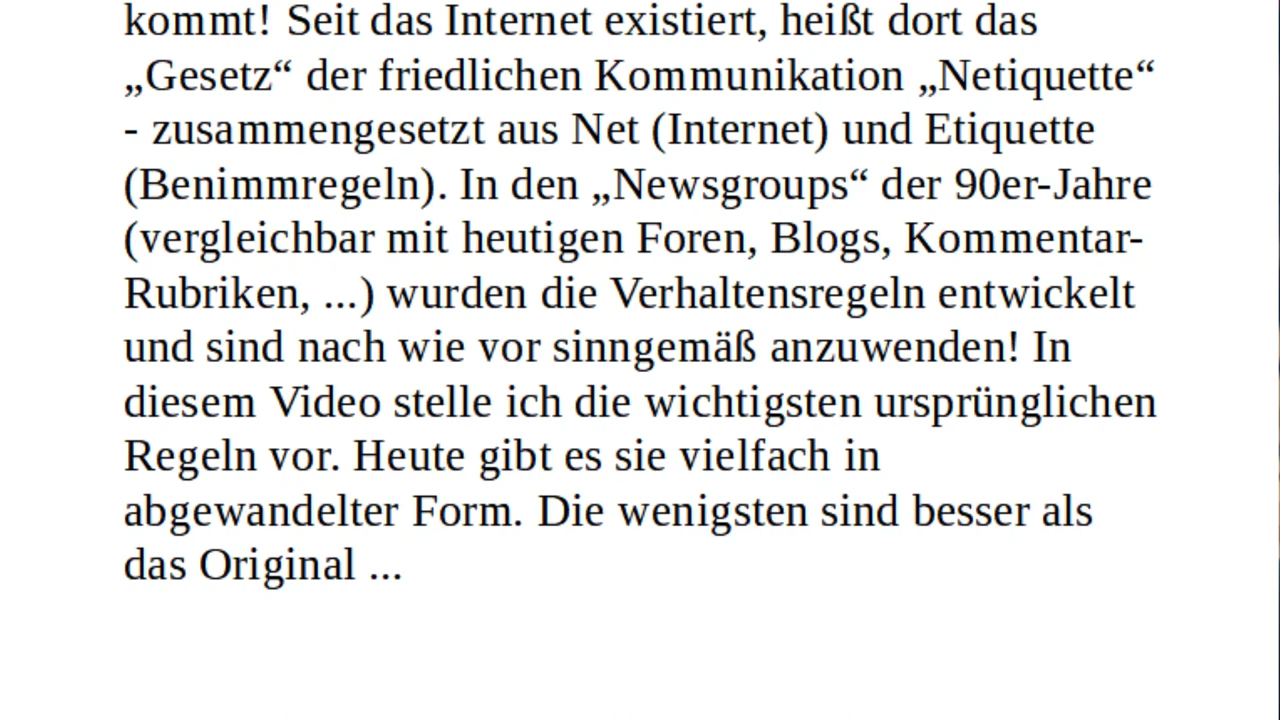 kommt! Seit das Internet existiert, heißt dort das
„Gesetz“ der friedlichen Kommunikation „Netiquette“
- zusammengesetzt aus Net (Internet) und Etiquette
(Benimmregeln). In den „Newsgroups“ der 90er-Jahre
(vergleichbar mit heutigen Foren, Blogs, Kommentar-
Rubriken, ...) wurden die Verhaltensregeln entwickelt
und sind nach wie vor sinngemäß anzuwenden! In
diesem Video stelle ich die wichtigsten ursprünglichen
Regeln vor. Heute gibt es sie vielfach in
abgewandelter Form. Die wenigsten sind besser als
das Original ...